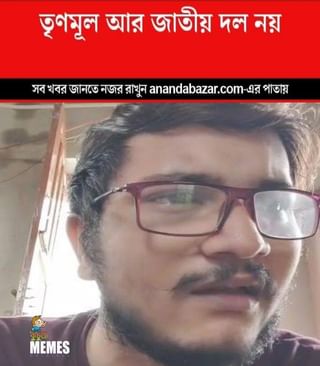 তৃণমূল আর জাতীয় দল নয়
সব খবর জানতে নজর রাখুন anandabazar.com-এর পাতায়
MEMES